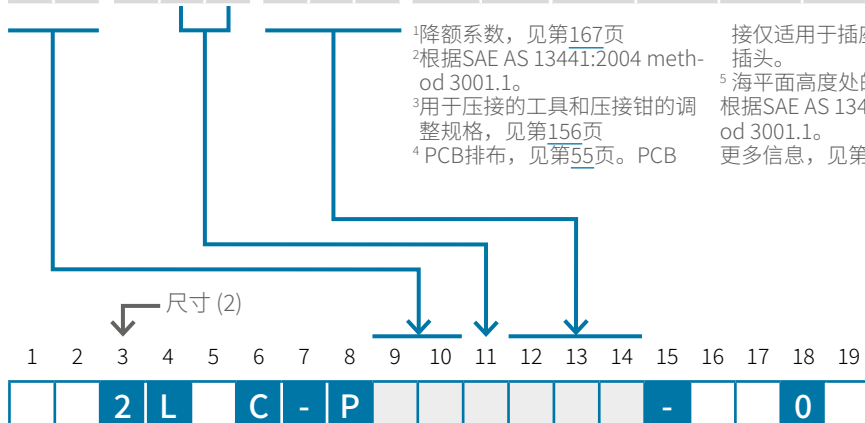 ¹降额系数，见第167页
²根据SAE AS 13441:2004 meth-
od 3001.1。
³用于压接的工具和压接钳的调
整规格，见第156页
⁴ PCB排布，见第55页。PCB
接仅适用于插
插头。
⁵ 海平面高度处的
根据SAE AS 134
od 3001.1。
更多信息，见第
尺寸 (2)
1 2 3 4 5 6 7 8 9 10 11 12 13 14 15 16 17 18 19
2 L C - P - 0